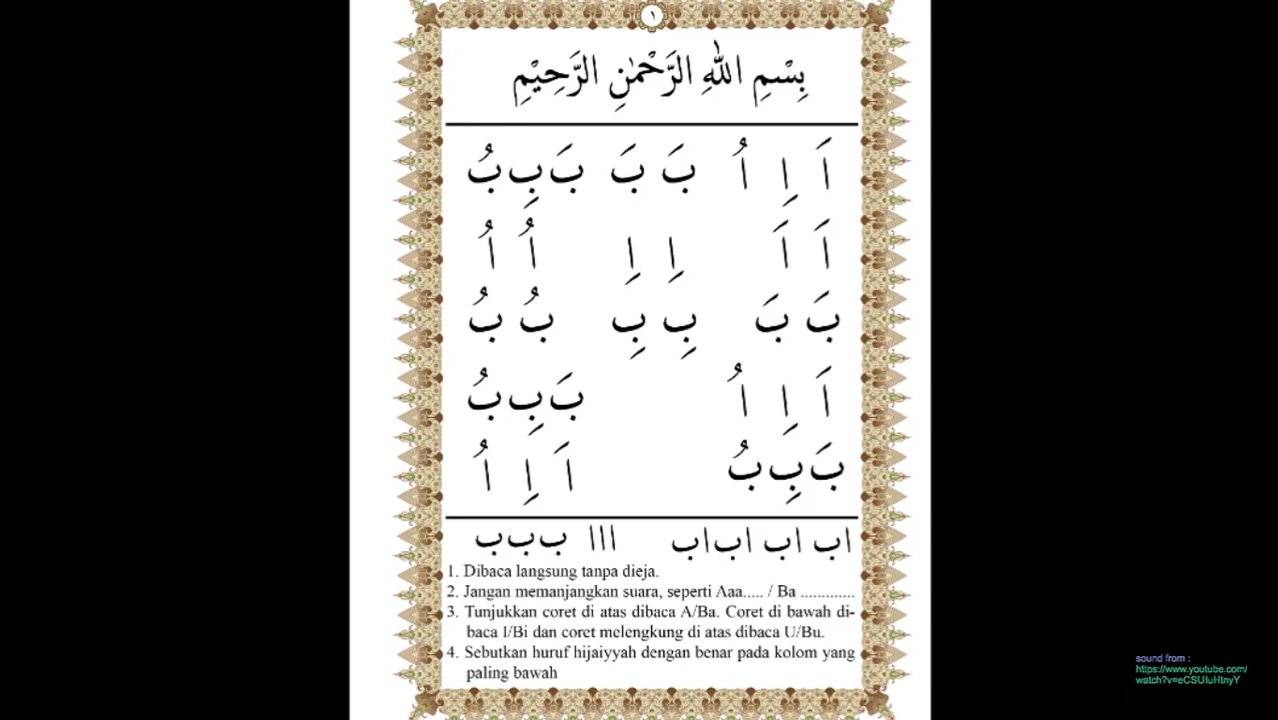 ١
بِسْمِ اللهِ الرَّحْمٰنِ الرَّحِيْمِ
اَ اِ اُ بَ بَ بَ بِ بُ
اَ اَ اِ اِ اُ اُ
بَ بَ بِ بِ بُ بُ
اَ اِ اُ بَ بِ بُ
بَ بِ بُ اَ اِ اُ
اب اب اب اب ا ا ا ب ب ب
1. Dibaca langsung tanpa dieja.
2. Jangan memanjangkan suara, seperti Aaa..... / Ba .............
3. Tunjukkan coret di atas dibaca A/Ba. Coret di bawah di-
baca I/Bi dan coret melengkung di atas dibaca U/Bu.
4. Sebutkan huruf hijaiyyah dengan benar pada kolom yang
paling bawah
sound from :
https://www.youtube.com/
watch?v=eCSUIuHtnyY